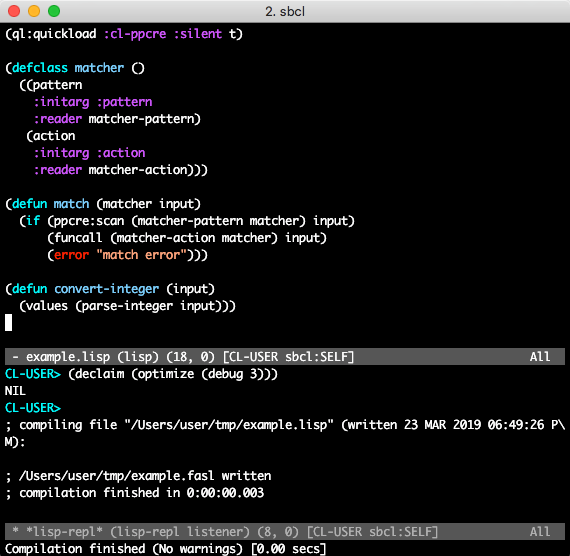 2. sbcl
(ql:quickload :cl-ppcre :silent t)
(defclass matcher ()
  ((pattern
    :initarg :pattern
    :reader matcher-pattern)
   (action
    :initarg :action
    :reader matcher-action)))
(defun match (matcher input)
  (if (ppcre:scan (matcher-pattern matcher) input)
      (funcall (matcher-action matcher) input)
      (error "match error")))
(defun convert-integer (input)
  (values (parse-integer input)))
- example.lisp (lisp) (18, 0) [CL-USER sbcl:SELF] All
CL-USER> (declaim (optimize (debug 3)))
NIL
CL-USER>
; compiling file "/Users/user/tmp/example.lisp" (written 23 MAR 2019 06:49:26 P\
M):
; /Users/user/tmp/example.fasl written
; compilation finished in 0:00:00.003
* *lisp-repl* (lisp-repl listener) (8, 0) [CL-USER sbcl:SELF] All
Compilation finished (No warnings) [0.00 secs]